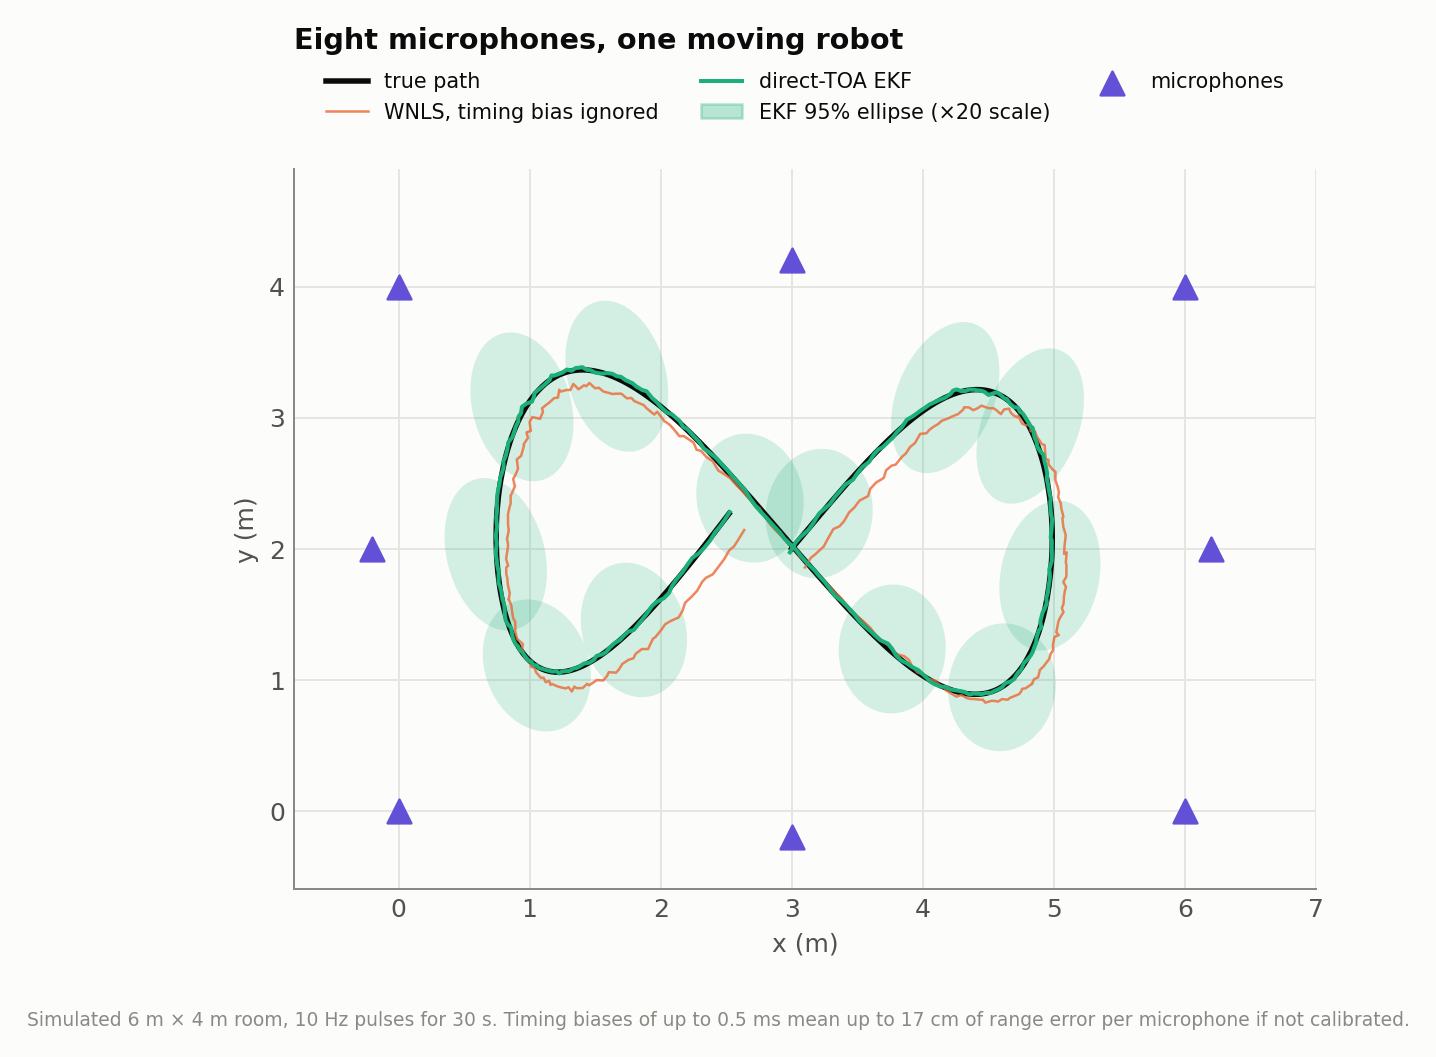 Eight microphones, one moving robot
true path
direct-TOA EKF
microphones
WNLS, timing bias ignored
EKF 95% ellipse (×20 scale)
4
3
2
1
0
y (m)
0 1 2 3 4 5 6 7
x (m)
Simulated 6 m × 4 m room, 10 Hz pulses for 30 s. Timing biases of up to 0.5 ms mean up to 17 cm of range error per microphone if not calibrated.